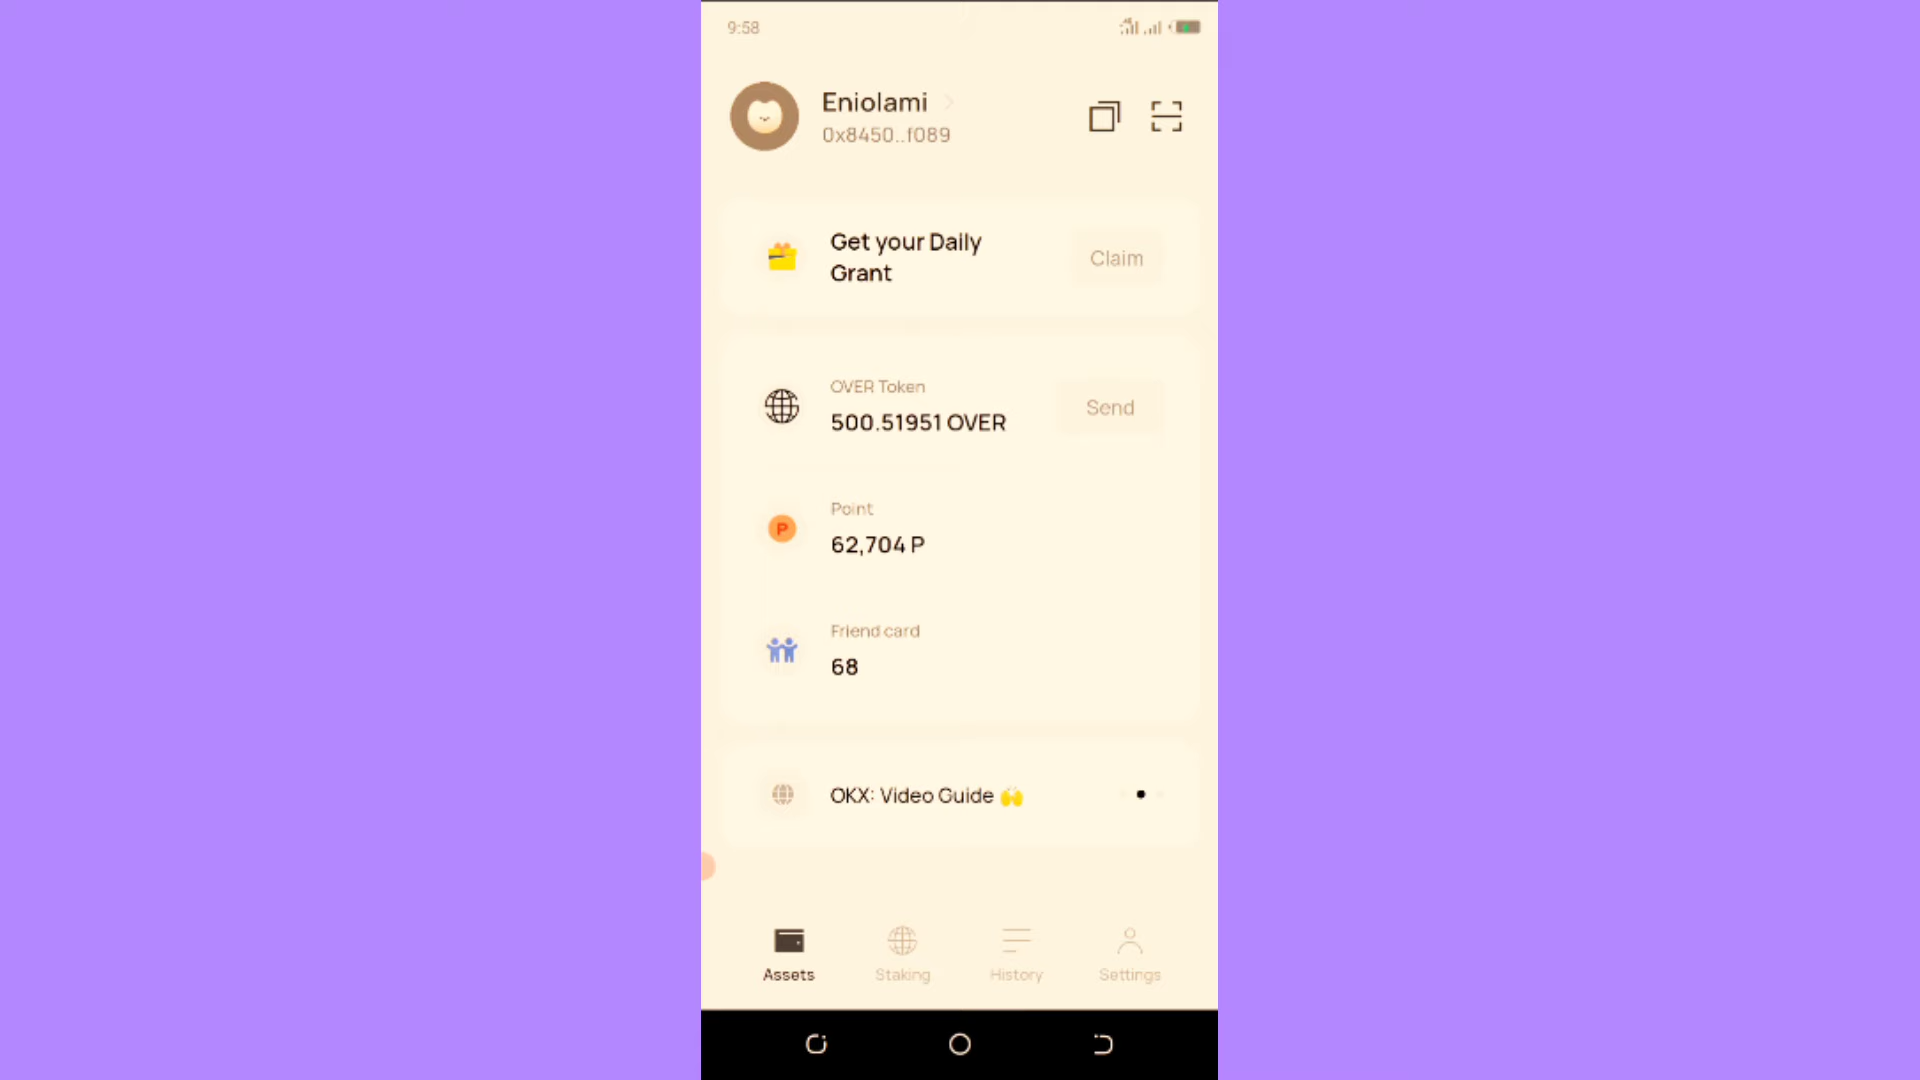 9:58
Eniolami
0x8450..f089
Get your Daily
Grant
Claim
OVER Token
500.51951 OVER
Send
Point
P
62,704 P
Friend card
68
OKX: Video Guide 🙌
Assets
Staking
History
Settings